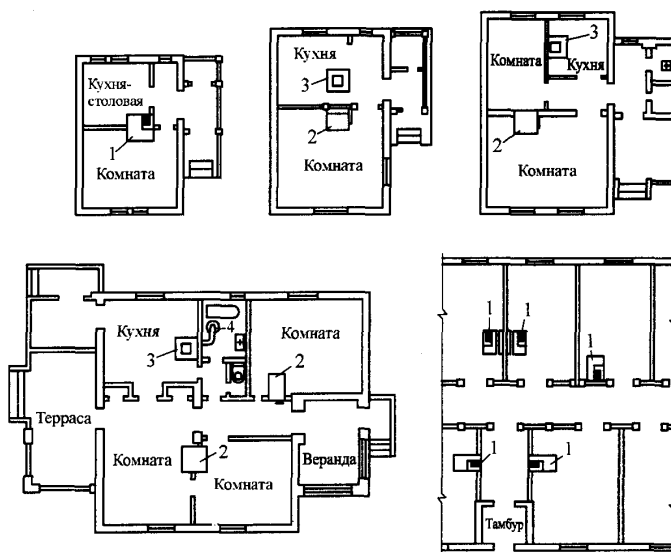 Кухня-
столовая
1
Комната
Кухня
3
2
Комната
3
Комната
Кухня
2
Комната
Кухня
3
4
Комната
2
Терраса
Комната
2
Комната
Веранда
1
1
1
1
1
Тамбур